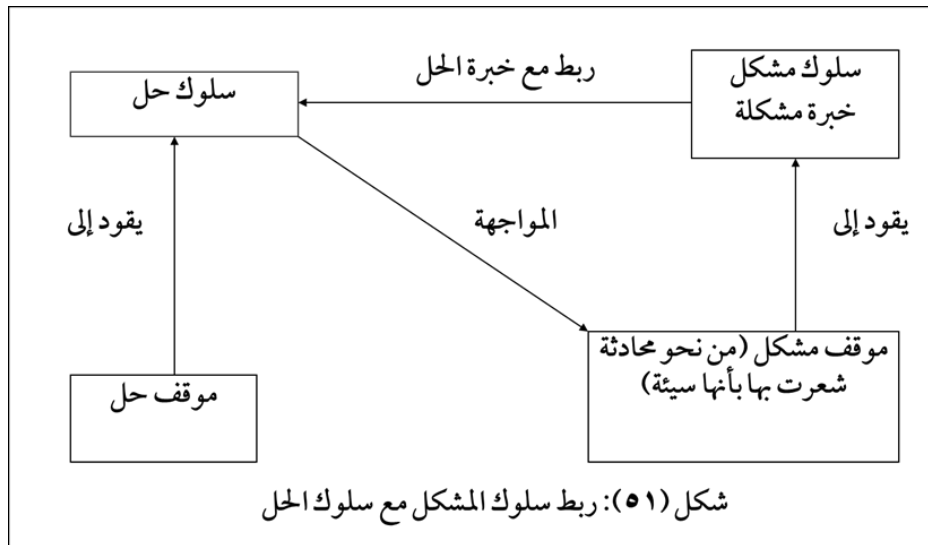 سلوك مشكل
خبرة مشكلة
ربط مع خبرة الحل
سلوك حل
يقود إلى
المواجهة
يقود إلى
موقف مشكل (من نحو محادثة
شعرت بها بأنها سيئة)
موقف حل
شكل (٥١): ربط سلوك المشكل مع سلوك الحل